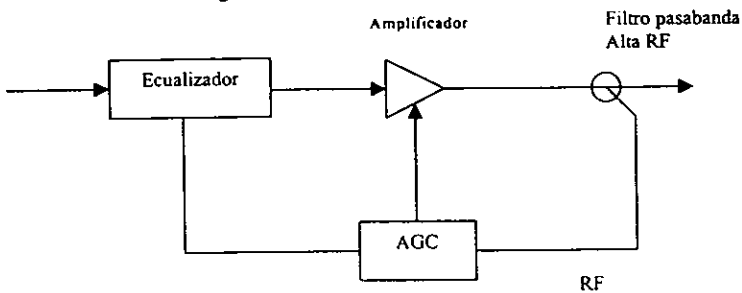 Amplificador
Filtro pasabanda
Alta RF
Ecualizador
AGC
RF